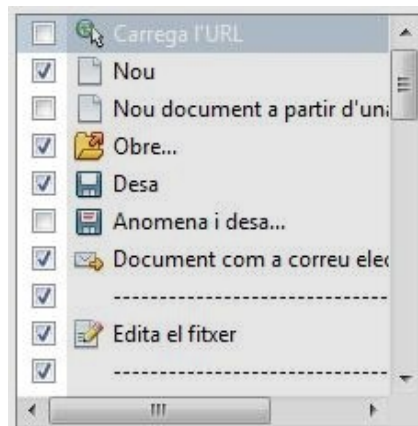 Carrega l'URL
Nou
Nou document a partir d'una
Obre...
Desa
Anomena i desa...
Document com a correu elec
--------------------------------
Edita el fitxer
--------------------------------